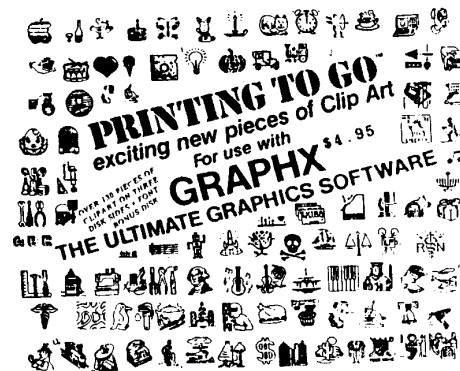 PRINTING TO GO™
exciting new pieces of Clip Art
For use with
$4.95
GRAPHX
OVER 130 PIECES OF
CLIPART ON THREE
DISK SIDES, FONT
BONUS DISK
THE ULTIMATE GRAPHICS SOFTWARE